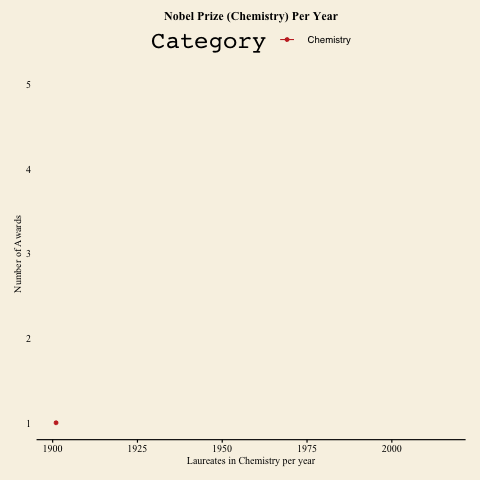 Nobel Prize (Chemistry) Per Year
Category Chemistry
5
4
3
2
1
Number of Awards
1900 1925 1950 1975 2000
Laureates in Chemistry per year